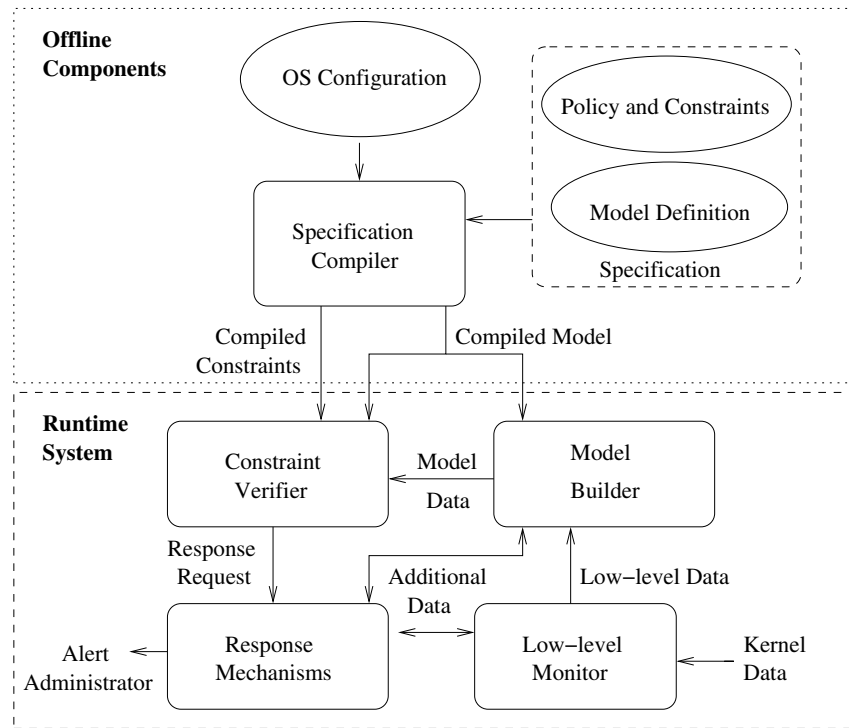 Offline
Components
OS Configuration
Policy and Constraints
Model Definition
Specification
Specification
Compiler
Compiled
Constraints
Compiled Model
Runtime
System
Constraint
Verifier
Model
Data
Model
Builder
Response
Request
Additional
Data
Low−level Data
Alert
Administrator
Response
Mechanisms
Low−level
Monitor
Kernel
Data